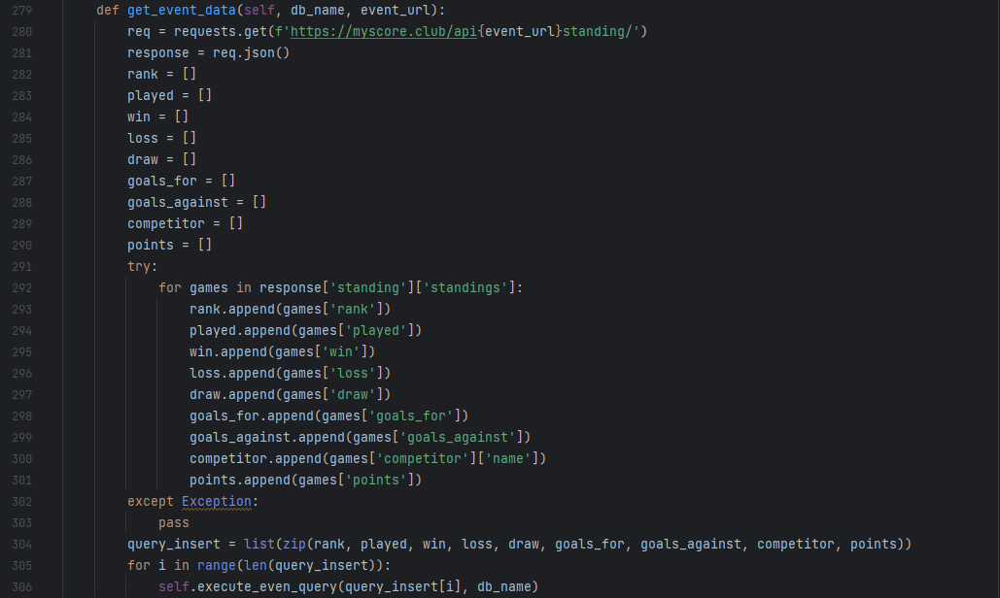 279 def get_event_data(self, db_name, event_url):
280 req = requests.get(f'https://myscore.club/api{event_url}standing/')
281 response = req.json()
282 rank = []
283 played = []
284 win = []
285 loss = []
286 draw = []
287 goals_for = []
288 goals_against = []
289 competitor = []
290 points = []
291 try:
292 for games in response['standing']['standings']:
293 rank.append(games['rank'])
294 played.append(games['played'])
295 win.append(games['win'])
296 loss.append(games['loss'])
297 draw.append(games['draw'])
298 goals_for.append(games['goals_for'])
299 goals_against.append(games['goals_against'])
300 competitor.append(games['competitor']['name'])
301 points.append(games['points'])
302 except Exception:
303 pass
304 query_insert = list(zip(rank, played, win, loss, draw, goals_for, goals_against, competitor, points))
305 for i in range(len(query_insert)):
306 self.execute_even_query(query_insert[i], db_name)